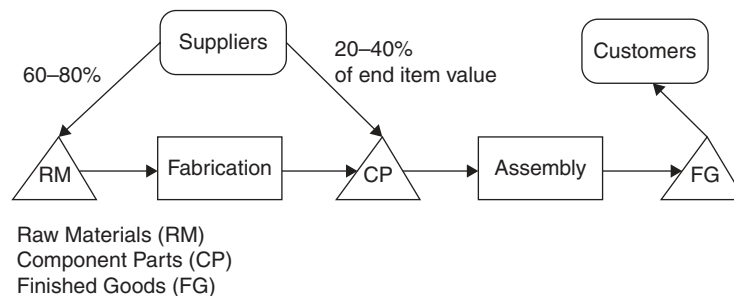 Suppliers
60–80%
20–40%
of end item value
Customers
RM
Fabrication
CP
Assembly
FG
Raw Materials (RM)
Component Parts (CP)
Finished Goods (FG)